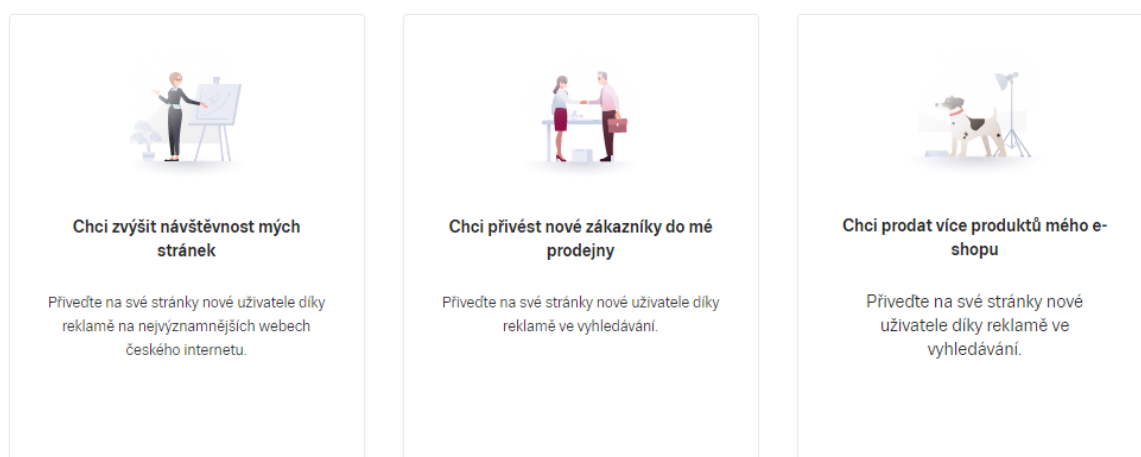 Chci zvýšit návštěvnost mých
stránek
Přiveďte na své stránky nové uživatele díky
reklamě na nejvýznamnějších webech
českého internetu.
Chci přivést nové zákazníky do mé
prodejny
Přiveďte na své stránky nové uživatele díky
reklamě ve vyhledávání.
Chci prodat více produktů mého e-
shopu
Přiveďte na své stránky nové
uživatele díky reklamě ve
vyhledávání.